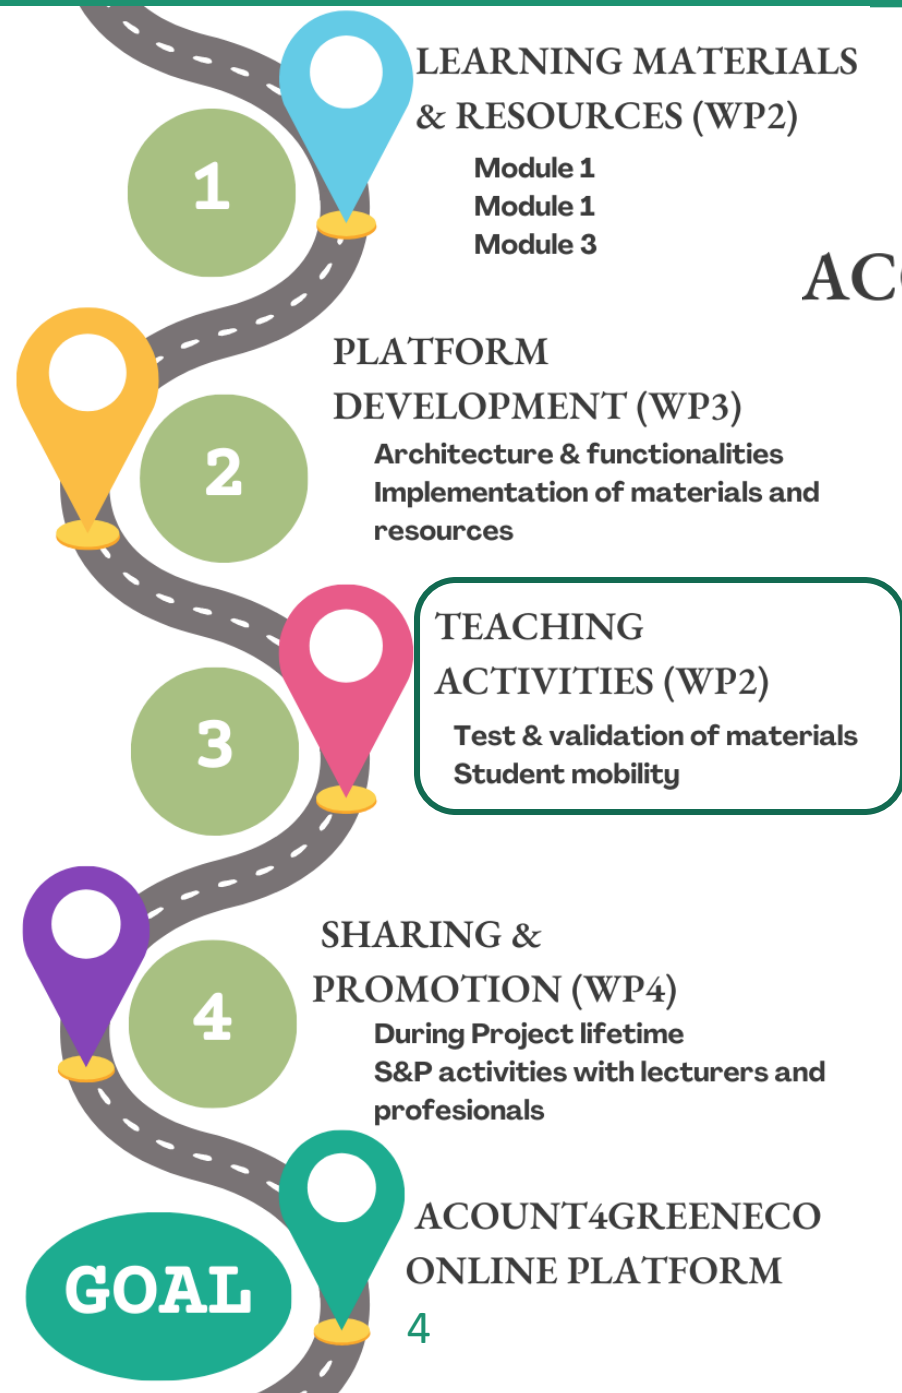 LEARNING MATERIALS
& RESOURCES (WP2)
1
Module 1
Module 1
Module 3
ACC
PLATFORM
DEVELOPMENT (WP3)
2
Architecture & functionalities
Implementation of materials and
resources
TEACHING
ACTIVITIES (WP2)
3
Test & validation of materials
Student mobility
SHARING &
PROMOTION (WP4)
4
During Project lifetime
S&P activities with lecturers and
profesionals
ACOUNT4GREENECO
ONLINE PLATFORM
GOAL
4